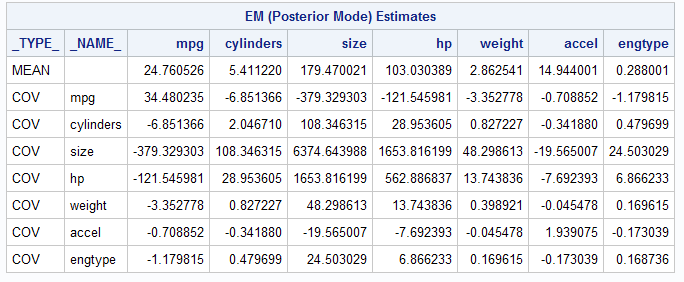 EM (Posterior Mode) Estimates
_TYPE_ _NAME_ mpg cylinders size hp weight accel engtype
MEAN 24.760526 5.411220 179.470021 103.030389 2.862541 14.944001 0.288001
COV mpg 34.480235 -6.851366 -379.329303 -121.545981 -3.352778 -0.708852 -1.179815
COV cylinders -6.851366 2.046710 108.346315 28.953605 0.827227 -0.341880 0.479699
COV size -379.329303 108.346315 6374.643988 1653.816199 48.298613 -19.565007 24.503029
COV hp -121.545981 28.953605 1653.816199 562.886837 13.743836 -7.692393 6.866233
COV weight -3.352778 0.827227 48.298613 13.743836 0.398921 -0.045478 0.169615
COV accel -0.708852 -0.341880 -19.565007 -7.692393 -0.045478 1.939075 -0.173039
COV engtype -1.179815 0.479699 24.503029 6.866233 0.169615 -0.173039 0.168736